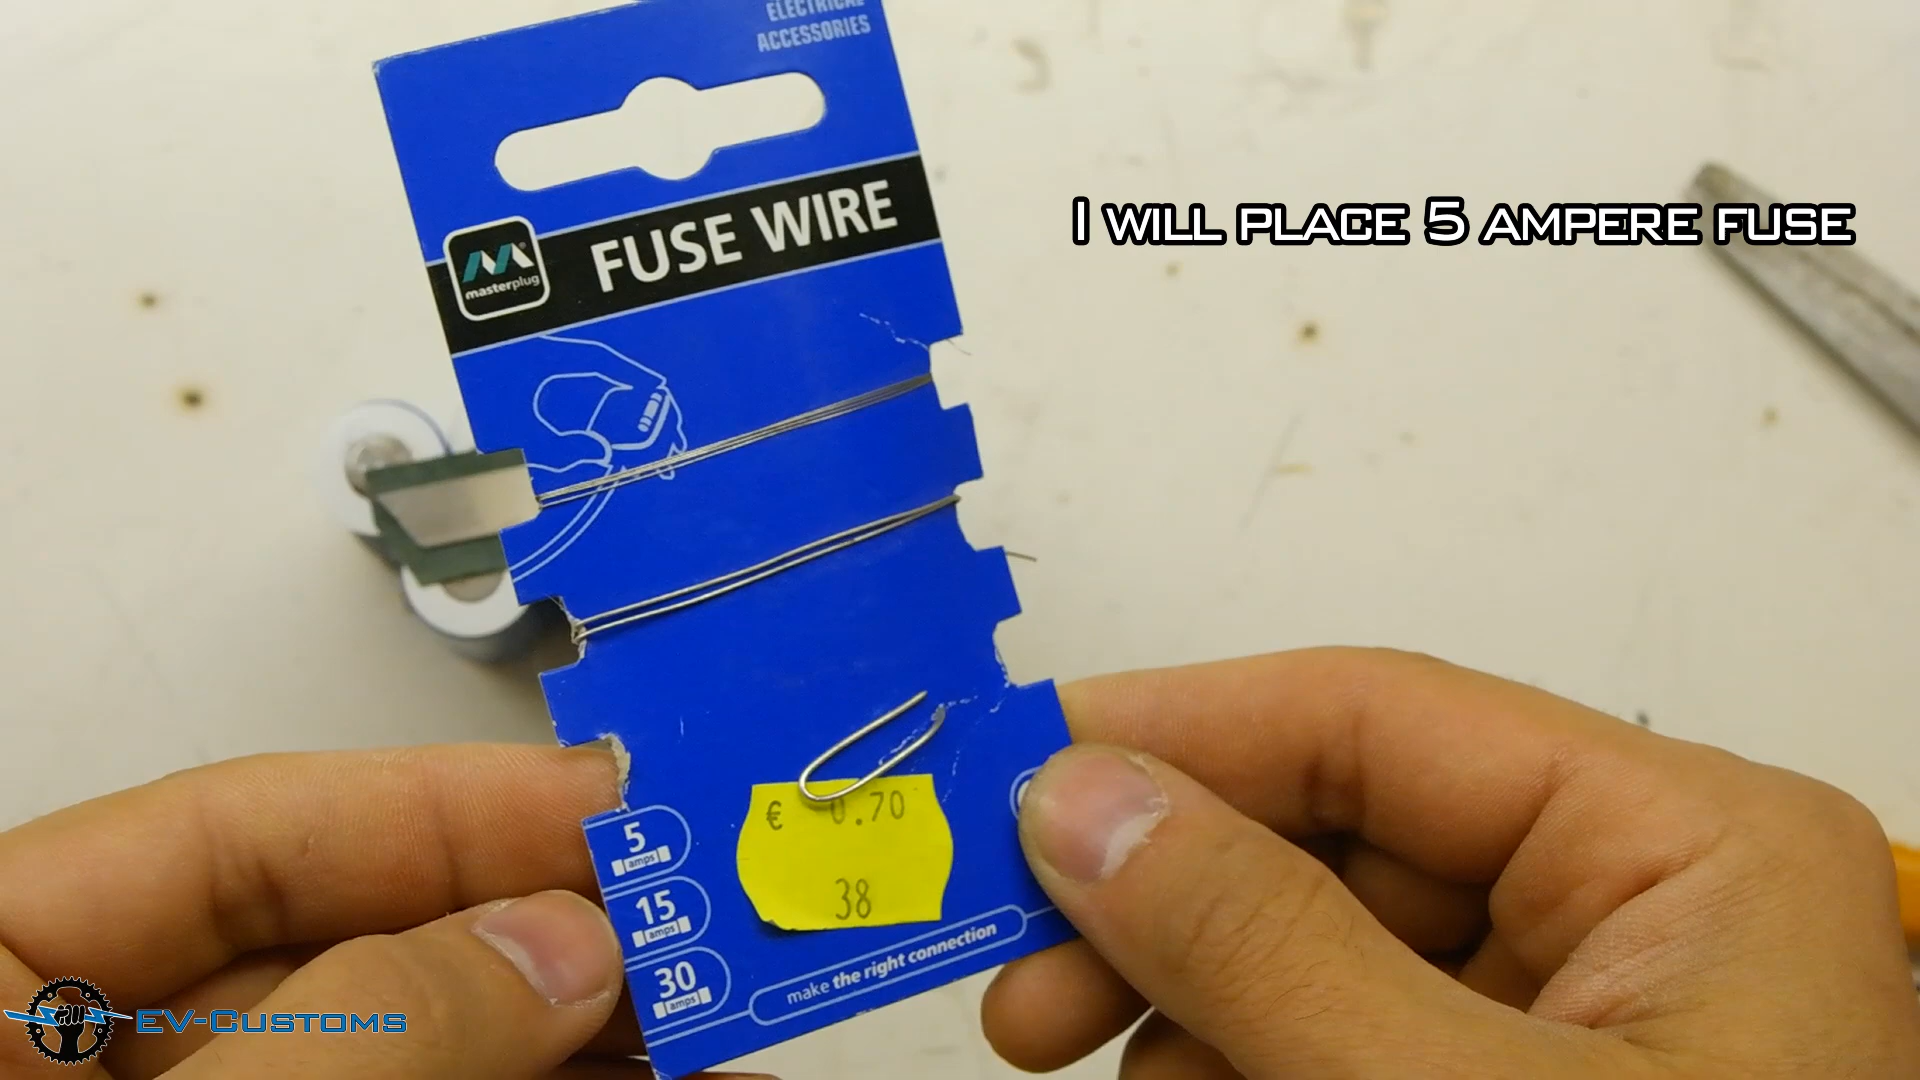 ELECTRICAL
ACCESSORIES
masterplug
FUSE WIRE
I WILL PLACE 5 AMPERE FUSE
€ 0.70
38
5
amps
15
amps
30
amps
make the right connection
EV-CUSTOMS